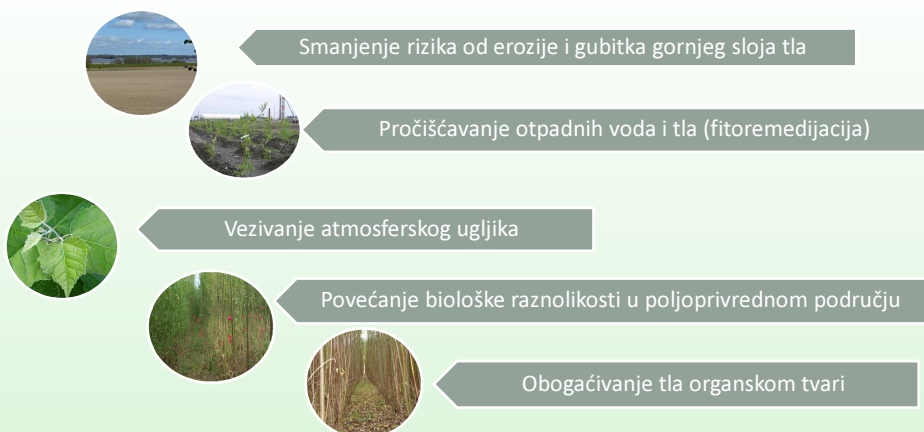 Smanjenje rizika od erozije i gubitka gornjeg sloja tla
Pročišćavanje otpadnih voda i tla (fitoremedijacija)
Vezivanje atmosferskog ugljika
Povećanje biološke raznolikosti u poljoprivrednom području
Obogaćivanje tla organskom tvari